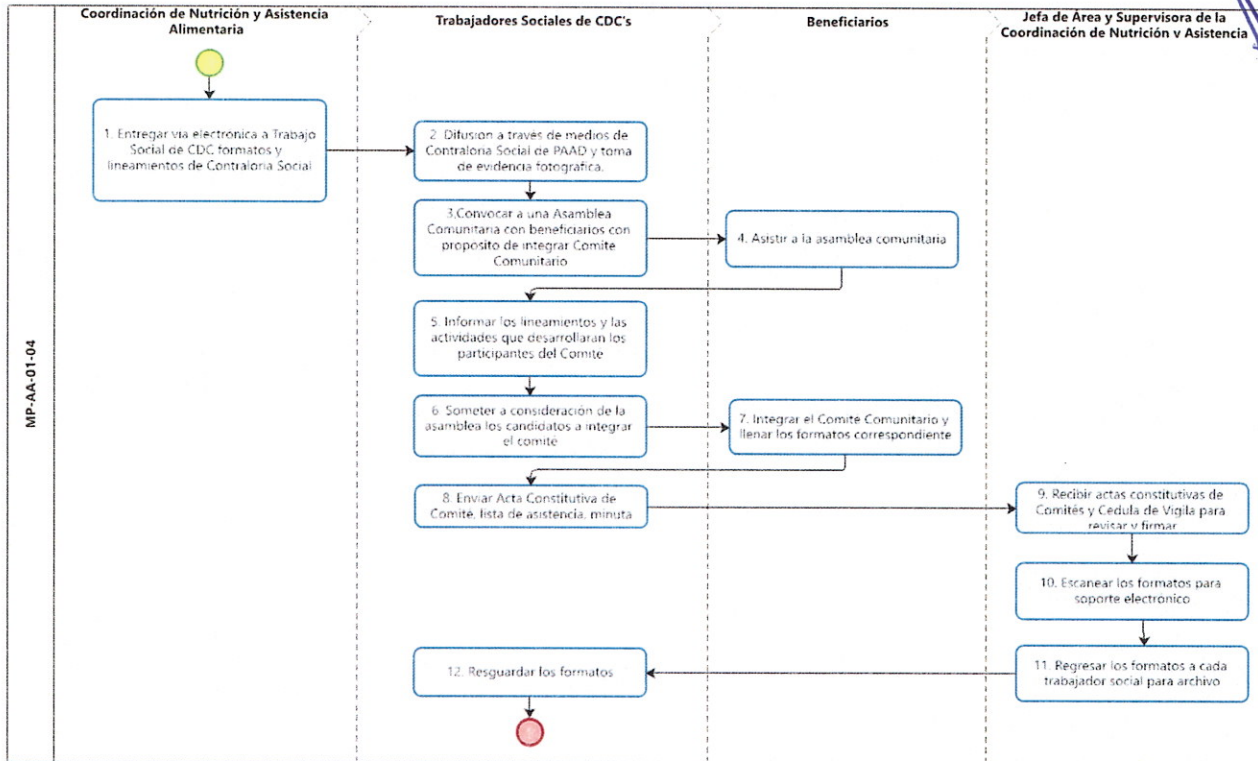 Coordinación de Nutrición y Asistencia
Alimentaria
Trabajadores Sociales de CDC's
Beneficiarios
Jefa de Área y Supervisora de la
Coordinación de Nutrición y Asistencia
MP-AA-01-04
1. Entregar via electronica a Trabajo
Social de CDC formatos y
lineamientos de Contraloria Social
2. Difusion a través de medios de
Contraloria Social de PAAD y toma
de evidencia fotografica.
3.Convocar a una Asamblea
Comunitaria con beneficiarios con
proposito de integrar Comite
Comunitario
4. Asistir a la asamblea comunitaria
5. Informar los lineamientos y las
actividades que desarrollaran los
participantes del Comite
6. Someter a consideración de la
asamblea los candidatos a integrar
el comité
7. Integrar el Comite Comunitario y
llenar los formatos correspondiente
8. Enviar Acta Constitutiva de
Comité, lista de asistencia, minuta
9. Recibir actas constitutivas de
Comités y Cedula de Vigila para
revisar y firmar
10. Escanear los formatos para
soporte electrónico
11. Regresar los formatos a cada
trabajador social para archivo
12. Resguardar los formatos